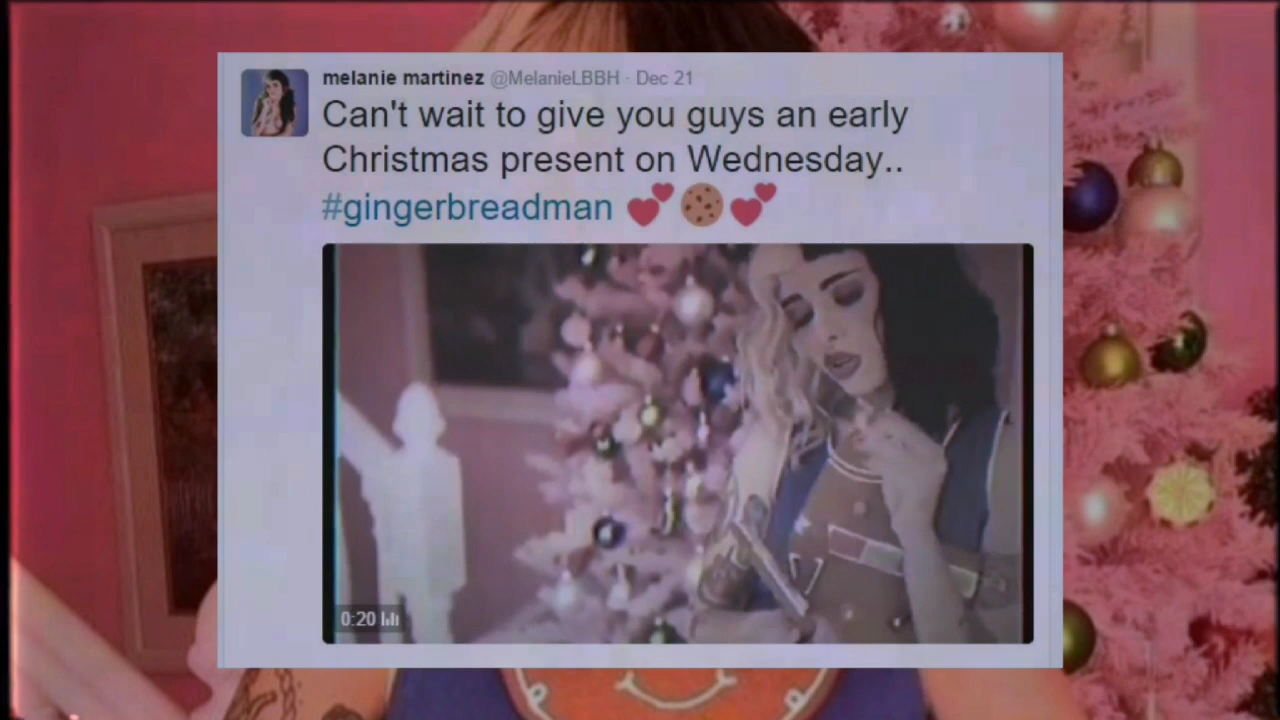 melanie martinez @MelanieLBBH · Dec 21
Can't wait to give you guys an early
Christmas present on Wednesday..
#gingerbreadman 💕🍪💕
0:20